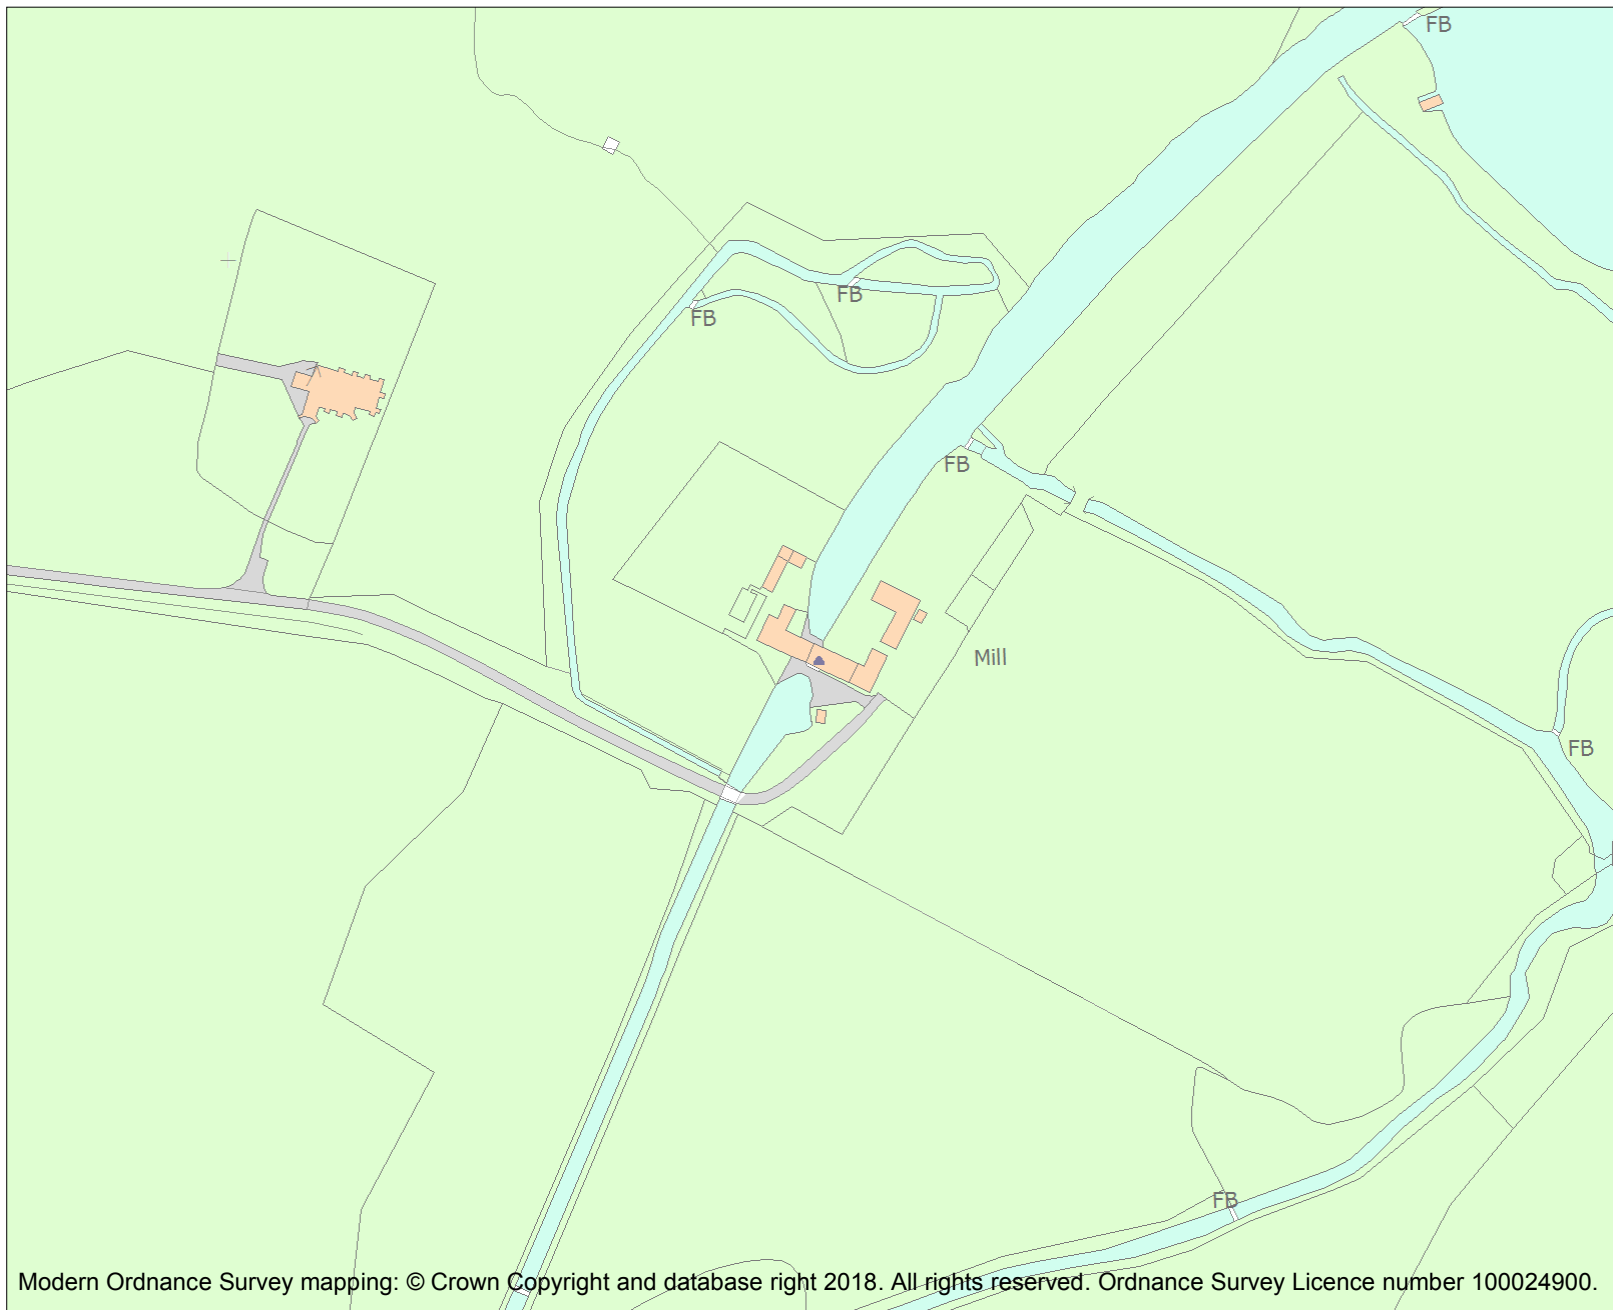 FB
FB
FB
FB
Mill
FB
FB
Modern Ordnance Survey mapping: © Crown Copyright and database right 2018. All rights reserved. Ordnance Survey Licence number 100024900.